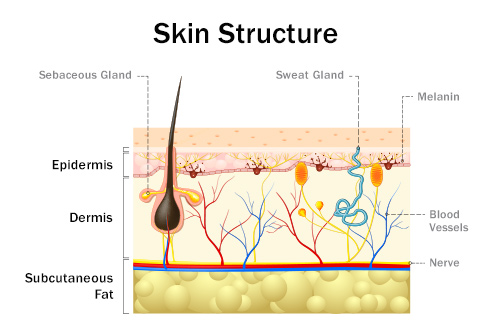 Skin Structure
Sebaceous Gland
Sweat Gland
Melanin
Epidermis
Dermis
Blood
Vessels
Nerve
Subcutaneous
Fat